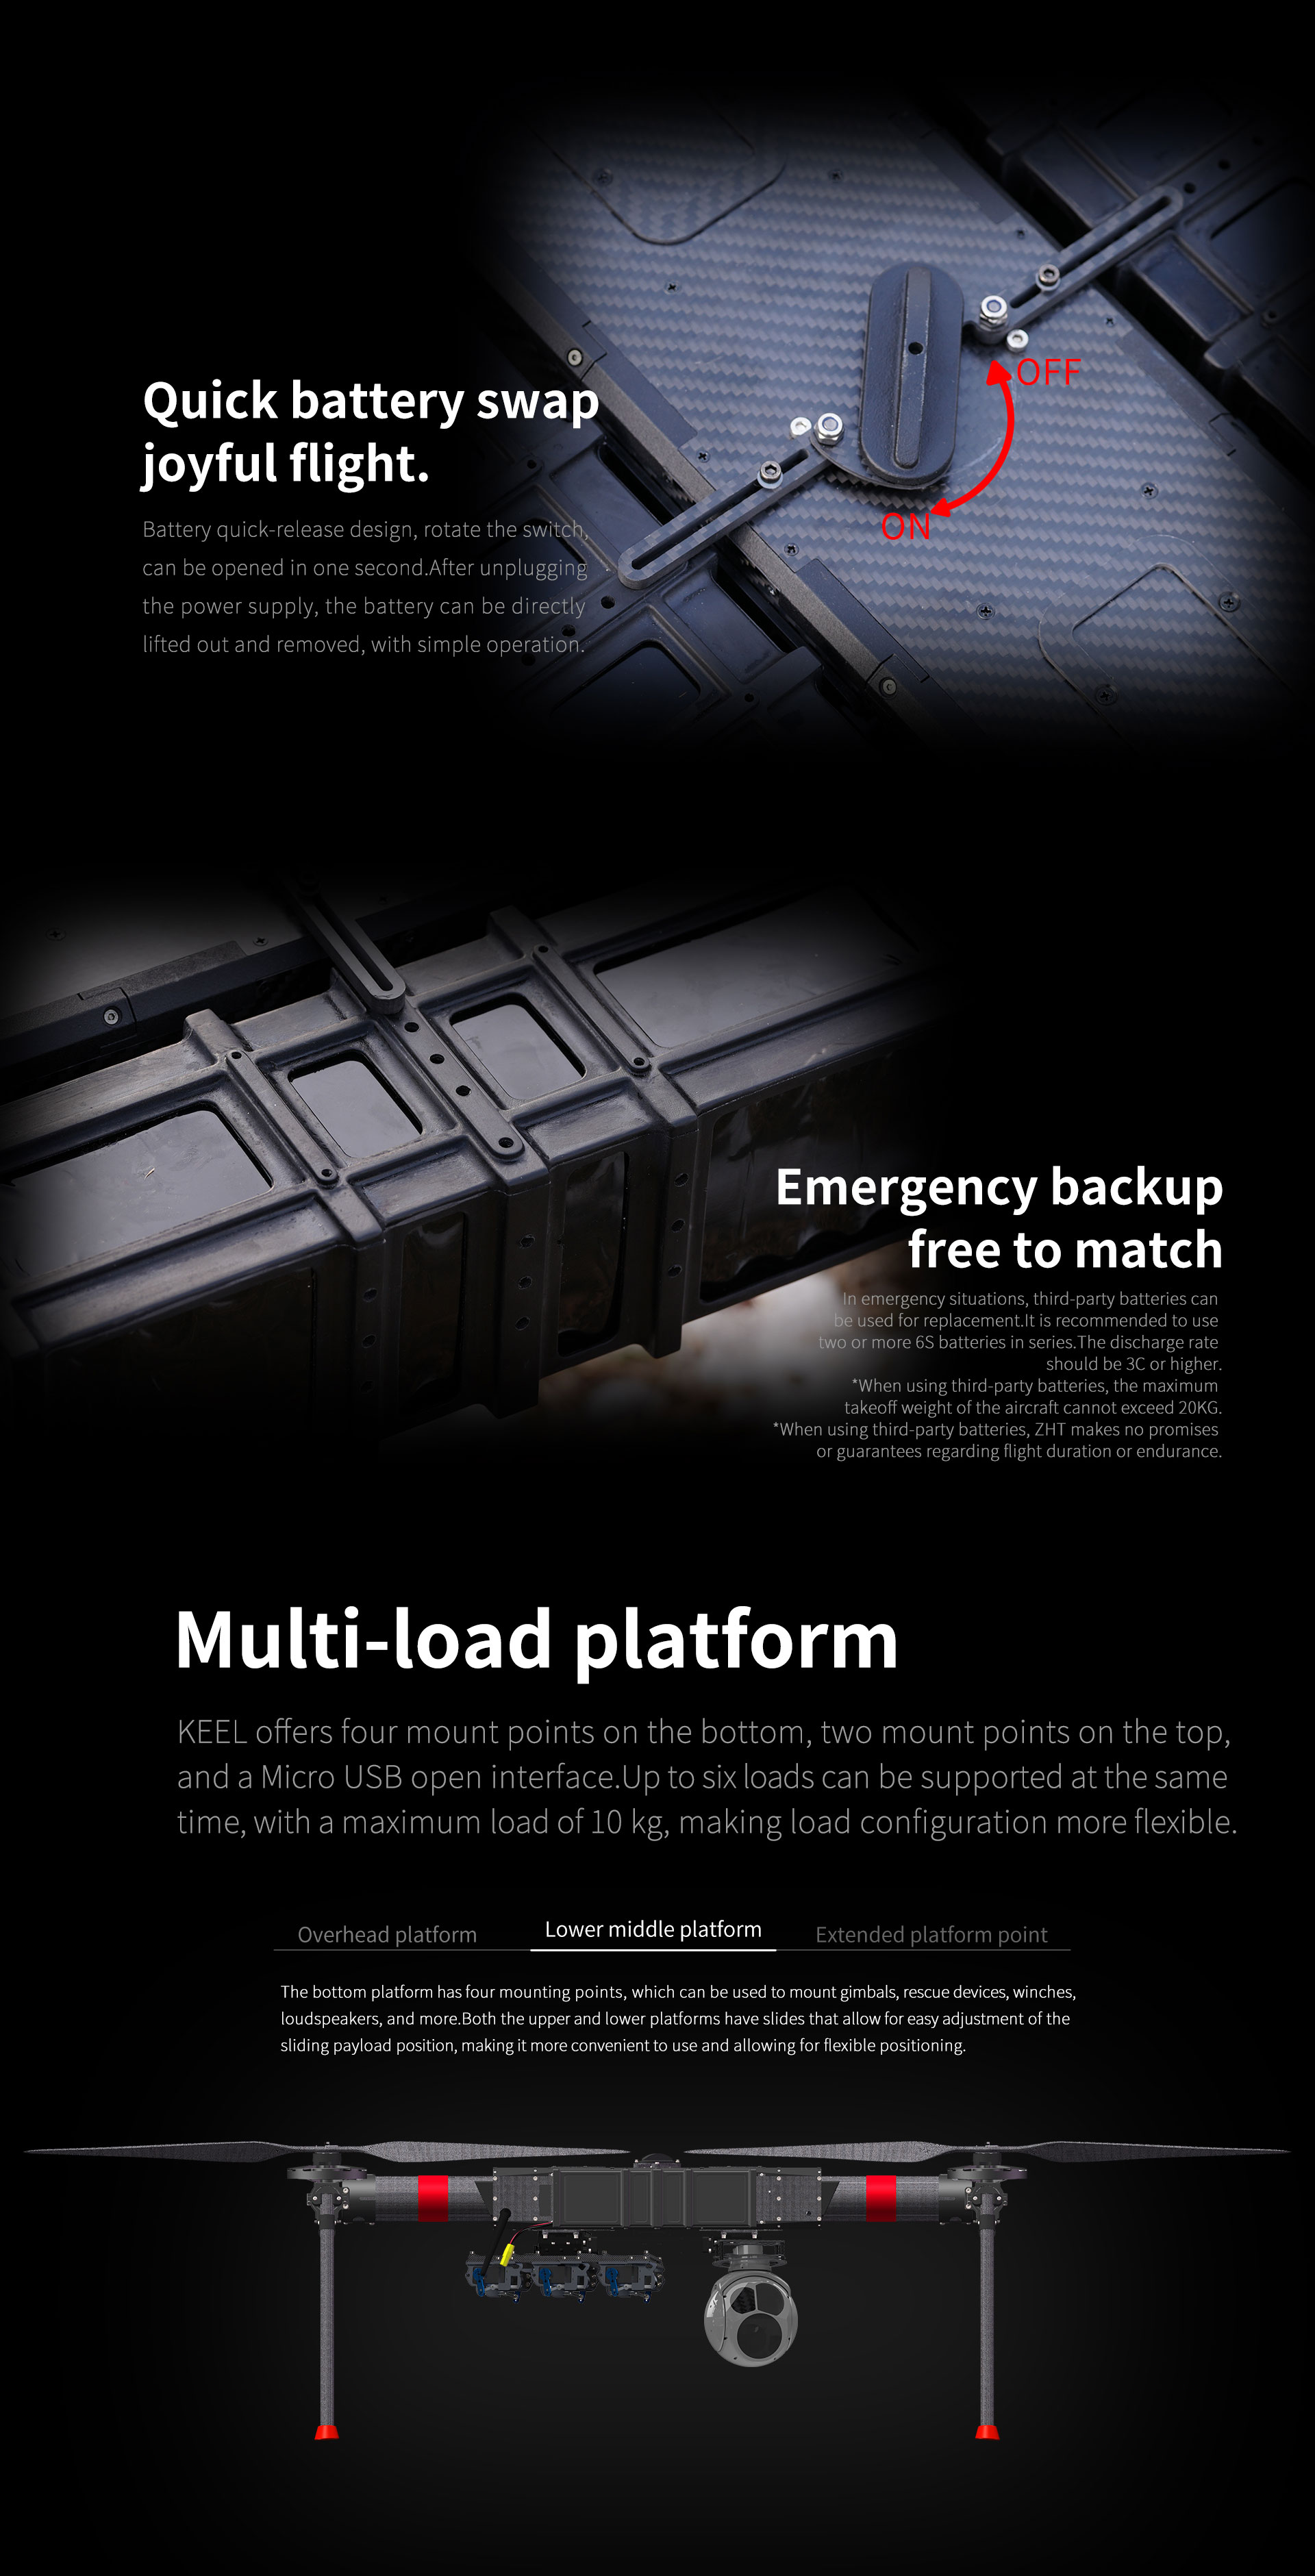 OFF
Quick battery swap
joyful flight.
ON
Battery quick-release design, rotate the switch,
can be opened in one second.After unplugging
the power supply, the battery can be directly
lifted out and removed, with simple operation.
Emergency backup
free to match
In emergency situations, third-party batteries can
be used for replacement.It is recommended to use
two or more 6S batteries in series.The discharge rate
should be 3C or higher.
*When using third-party batteries, the maximum
takeoff weight of the aircraft cannot exceed 20KG.
*When using third-party batteries, ZHT makes no promises
or guarantees regarding flight duration or endurance.
Multi-load platform
KEEL offers four mount points on the bottom, two mount points on the top,
and a Micro USB open interface.Up to six loads can be supported at the same
time, with a maximum load of 10 kg, making load configuration more flexible.
Overhead platform
Lower middle platform
Extended platform point
The bottom platform has four mounting points, which can be used to mount gimbals, rescue devices, winches,
loudspeakers, and more.Both the upper and lower platforms have slides that allow for easy adjustment of the
sliding payload position, making it more convenient to use and allowing for flexible positioning.